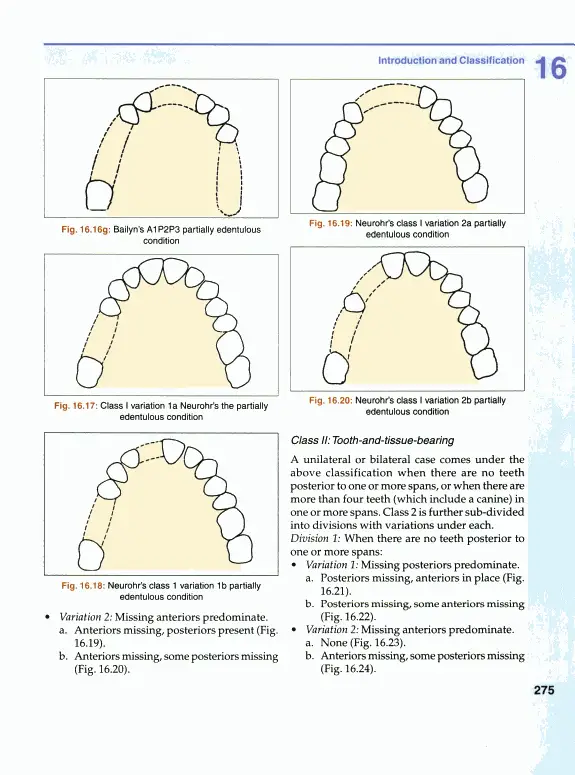 Introduction and Classification
16
Fig. 16.16g: Bailyn's A1P2P3 partially edentulous
condition
Fig. 16.17: Class I variation 1a Neurohr's the partially
edentulous condition
Fig. 16.18: Neurohr's class 1 variation 1b partially
edentulous condition
• Variation 2: Missing anteriors predominate.
a. Anteriors missing, posteriors present (Fig.
16.19).
b. Anteriors missing, some posteriors missing
(Fig. 16.20).
Fig. 16.19: Neurohr's class I variation 2a partially
edentulous condition
Fig. 16.20: Neurohr's class I variation 2b partially
edentulous condition
Class II: Tooth-and-tissue-bearing
A unilateral or bilateral case comes under the
above classification when there are no teeth
posterior to one or more spans, or when there are
more than four teeth (which include a canine) in
one or more spans. Class 2 is further sub-divided
into divisions with variations under each.
Division 1: When there are no teeth posterior to
one or more spans:
• Variation 1: Missing posteriors predominate.
a. Posteriors missing, anteriors in place (Fig.
16.21).
b. Posteriors missing, some anteriors missing
(Fig. 16.22).
• Variation 2: Missing anteriors predominate.
a. None (Fig. 16.23).
b. Anteriors missing, some posteriors missing
(Fig. 16.24).
275